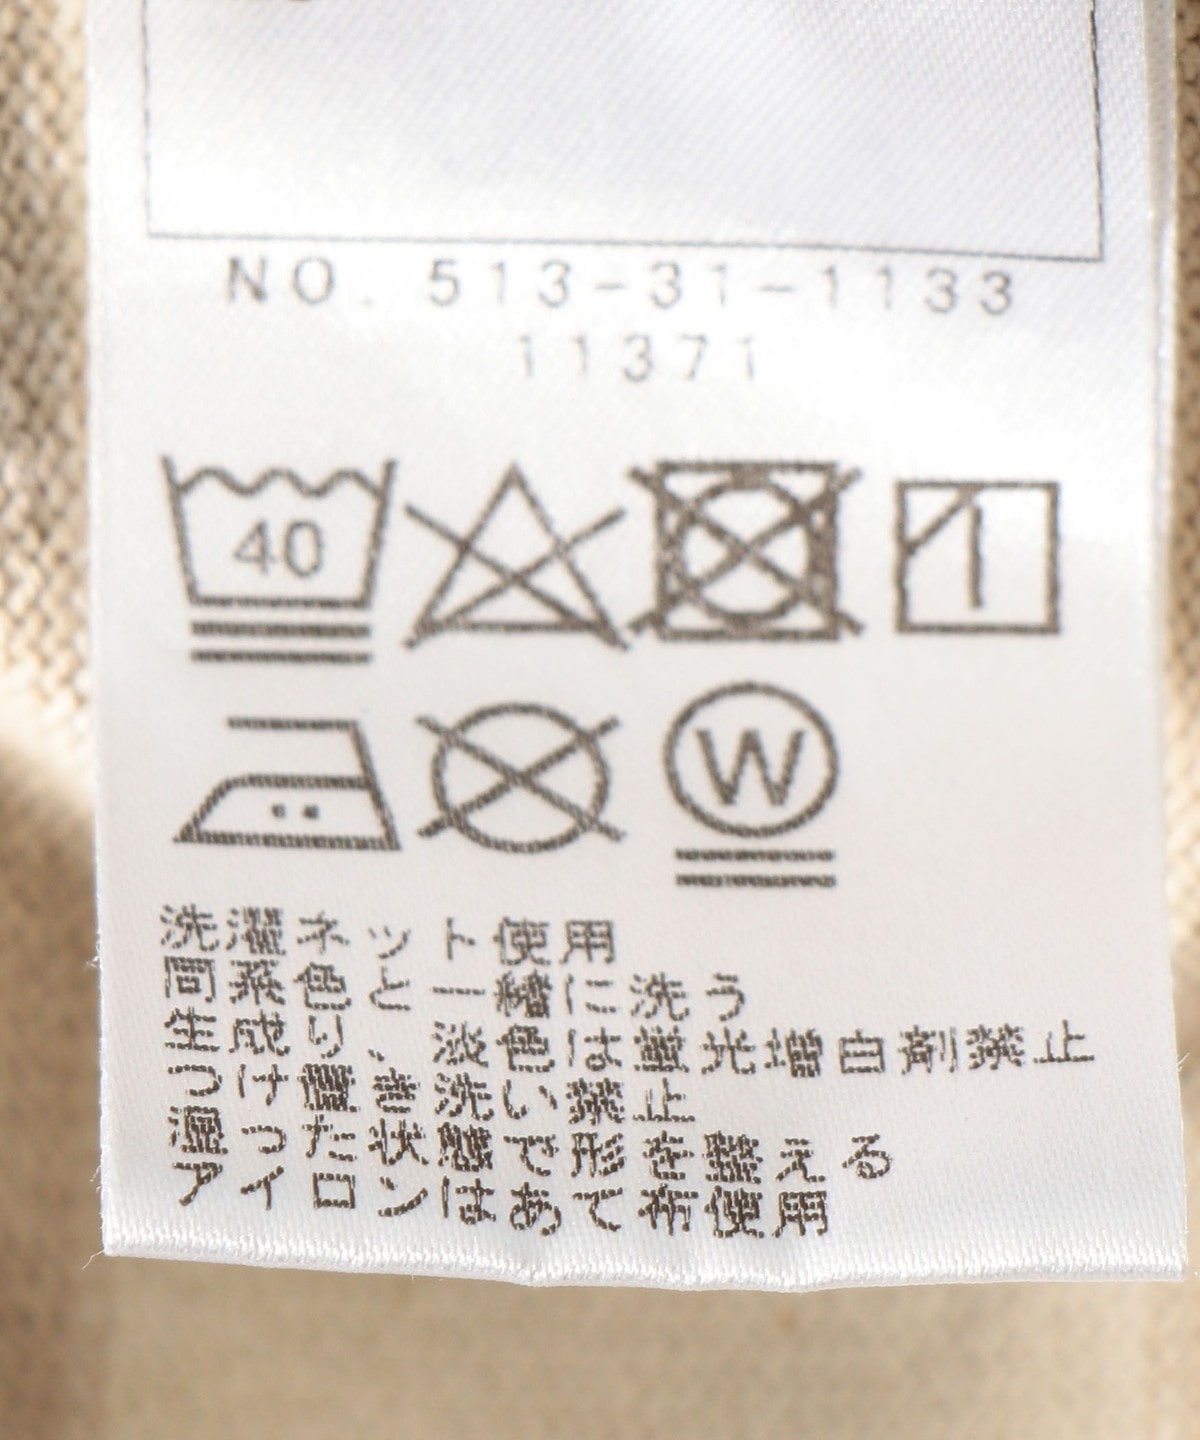 NO. 513-31-1133
11371
40
W
洗濯ネット使用
同系色と一緒に洗う
生成り、淡色は蛍光増白剤禁止
つけ置き洗い禁止
湿った状態で形を整える
アイロンはあて布使用